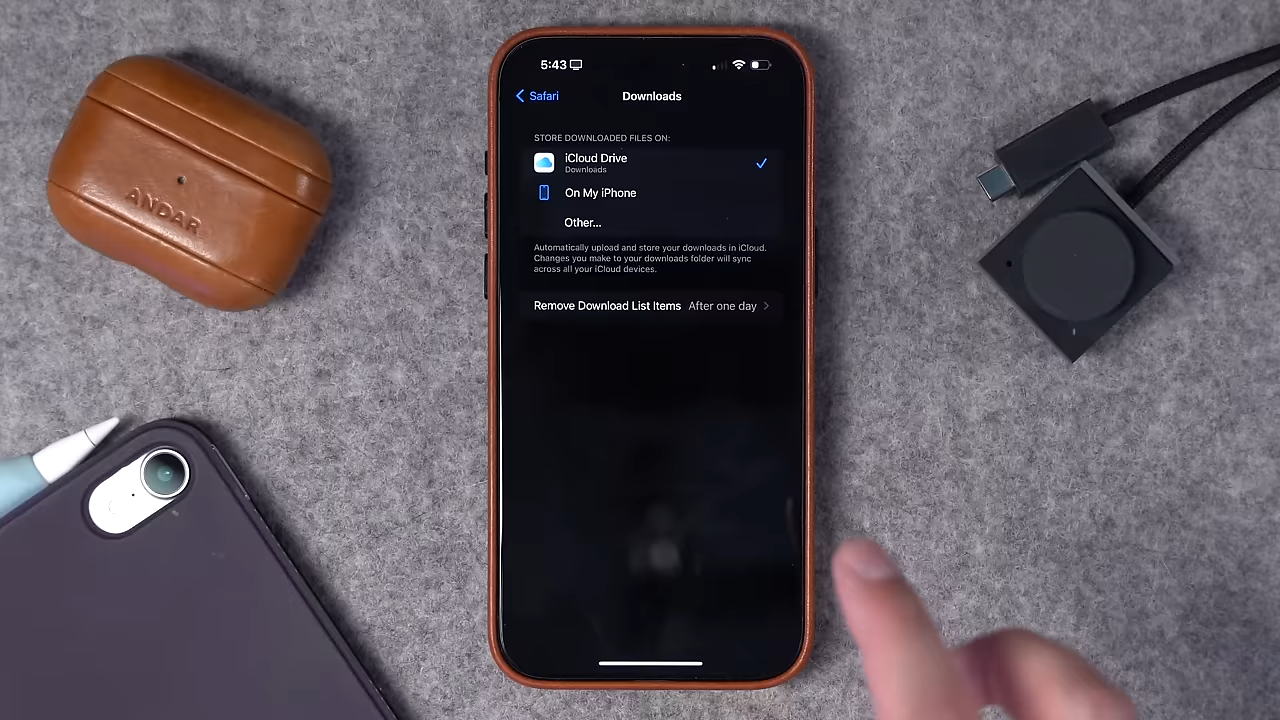 5:43
Safari
Downloads
STORE DOWNLOADED FILES ON:
iCloud Drive
Downloads
On My iPhone
Other...
Automatically upload and store your downloads in iCloud.
Changes you make to your downloads folder will sync
across all your iCloud devices.
Remove Download List Items After one day
ANDAR